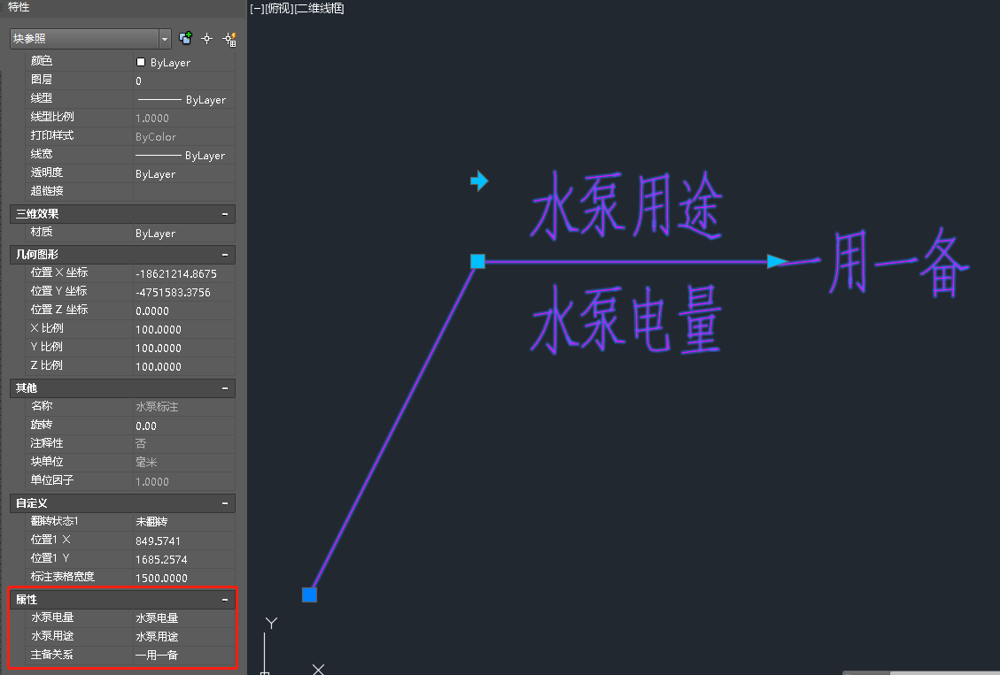 特性
块参照
颜色 ByLayer
图层 0
线型 ByLayer
线型比例 1.0000
打印样式 ByColor
线宽 ByLayer
透明度 ByLayer
超链接
三维效果
材质 ByLayer
几何图形
位置 X 坐标 -18621214.8675
位置 Y 坐标 -4751583.3756
位置 Z 坐标 0.0000
X 比例 100.0000
Y 比例 100.0000
Z 比例 100.0000
其他
名称 水泵标注
旋转 0.00
注释性 否
块单位 毫米
单位因子 1.0000
自定义
翻转状态1 未翻转
位置1 X 849.5741
位置1 Y 1685.2574
标注表格宽度 1500.0000
属性
水泵电量 水泵电量
水泵用途 水泵用途
主备关系 一用一备
[−][俯视][二维线框]
水泵用途
一用一备
水泵电量
Y
X